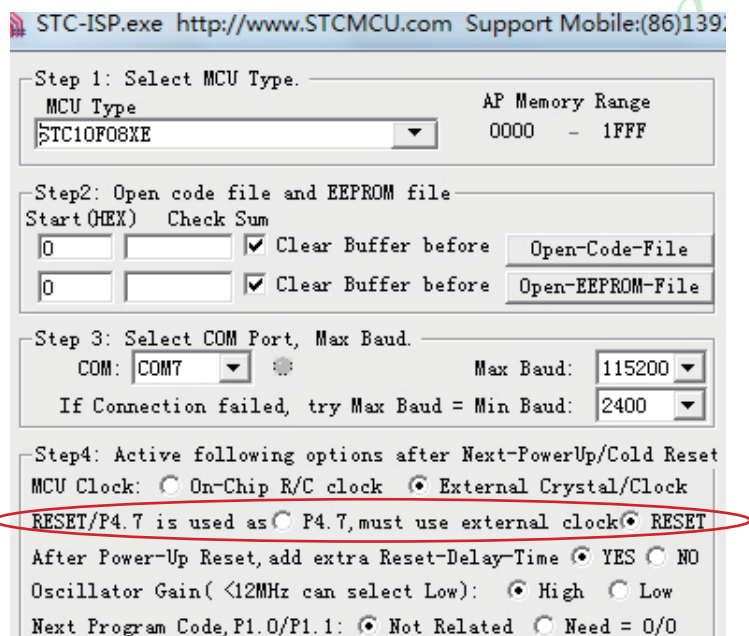 STC-ISP.exe http://www.STCMCU.com Support Mobile:(86)139
Step 1: Select MCU Type.
MCU Type AP Memory Range
STC10F08XE 0000 - 1FFF
Step2: Open code file and EEPROM file
Start(HEX) Check Sum
0 Clear Buffer before Open-Code-File
0 Clear Buffer before Open-EEPROM-File
Step 3: Select COM Port, Max Baud.
COM: COM7 Max Baud: 115200
If Connection failed, try Max Baud = Min Baud: 2400
Step4: Active following options after Next-PowerUp/Cold Reset
MCU Clock: On-Chip R/C clock External Crystal/Clock
RESET/P4.7 is used as P4.7,must use external clock RESET
After Power-Up Reset,add extra Reset-Delay-Time YES NO
Oscillator Gain( <12MHz can select Low): High Low
Next Program Code,P1.0/P1.1: Not Related Need = 0/0